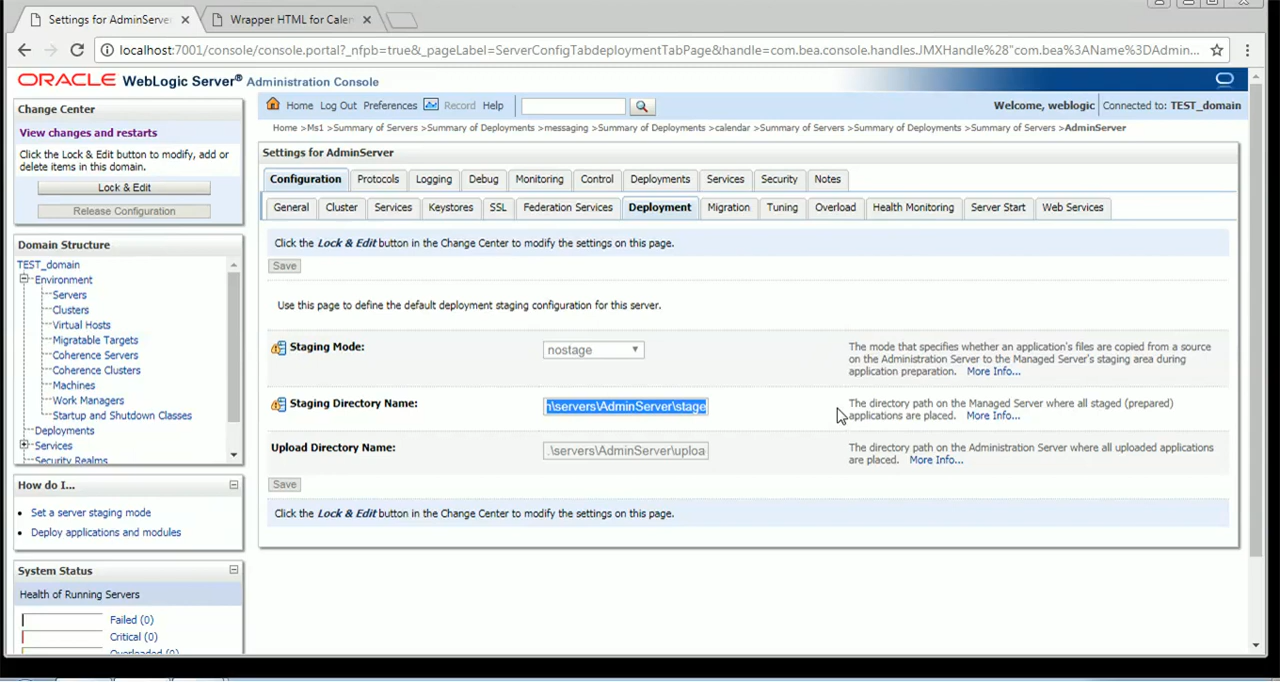 Settings for AdminServe
Wrapper HTML for Cale
localhost:7001/console/console.portal?_nfpb=true&_pageLabel=ServerConfigTabdeploymentTabPage&handle=com.bea.console.handles.JMXHandle%28"com.bea%3AName%3DAdmin...
ORACLE WebLogic Server® Administration Console
Change Center
View changes and restarts
Click the Lock & Edit button to modify, add or
delete items in this domain.
Lock & Edit
Release Configuration
Domain Structure
TEST_domain
Environment
Servers
Clusters
Virtual Hosts
Migratable Targets
Coherence Servers
Coherence Clusters
Machines
Work Managers
Startup and Shutdown Classes
Deployments
Services
Security Realms
How do I...
Set a server staging mode
Deploy applications and modules
System Status
Health of Running Servers
Failed (0)
Critical (0)
Overloaded (0)
Home Log Out Preferences Record Help
Welcome, weblogic Connected to: TEST_domain
Home >Ms1 >Summary of Servers >Summary of Deployments >messaging >Summary of Deployments >calendar >Summary of Servers >Summary of Deployments >Summary of Servers >AdminServer
Settings for AdminServer
Configuration Protocols Logging Debug Monitoring Control Deployments Services Security Notes
General Cluster Services Keystores SSL Federation Services Deployment Migration Tuning Overload Health Monitoring Server Start Web Services
Click the Lock & Edit button in the Change Center to modify the settings on this page.
Save
Use this page to define the default deployment staging configuration for this server.
Staging Mode:
nostage
The mode that specifies whether an application's files are copied from a source
on the Administration Server to the Managed Server's staging area during
application preparation. More Info...
Staging Directory Name:
\servers\AdminServer\stage
The directory path on the Managed Server where all staged (prepared)
applications are placed. More Info...
Upload Directory Name:
.\servers\AdminServer\uploa
The directory path on the Administration Server where all uploaded applications
are placed. More Info...
Save
Click the Lock & Edit button in the Change Center to modify the settings on this page.